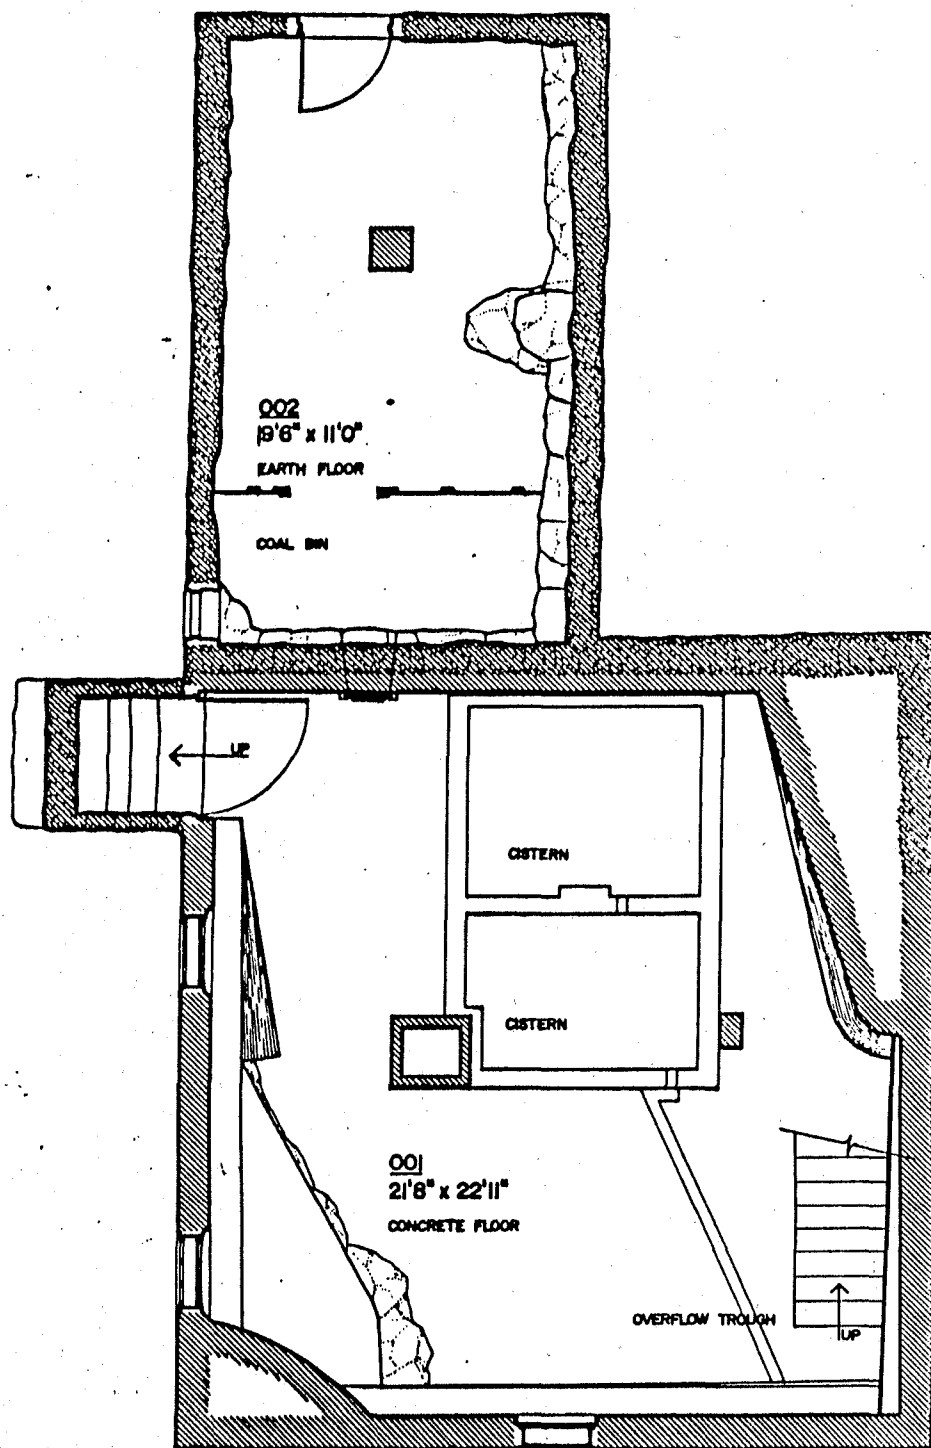 002
19'6" x 11'0"
EARTH FLOOR
COAL BIN
UP
CISTERN
CISTERN
001
21'8" x 22'11"
CONCRETE FLOOR
OVERFLOW TROUGH
UP